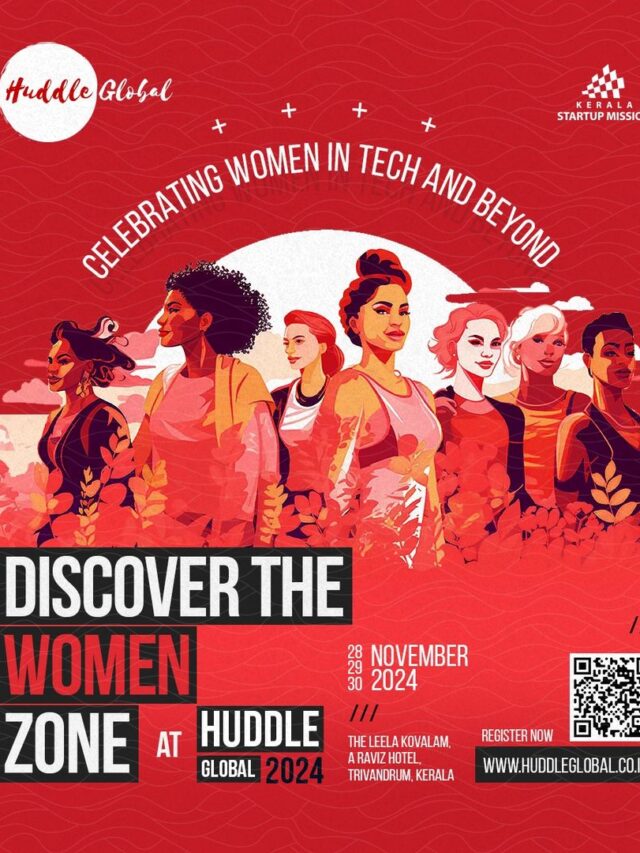 Huddle Global
KERALA
STARTUP MISSIO
CELEBRATING WOMEN IN TECH AND BEYOND
DISCOVER THE
WOMEN
ZONE
AT
HUDDLE
GLOBAL 2024
28
29
30
NOVEMBER
2024
///
THE LEELA KOVALAM,
A RAVIZ HOTEL,
TRIVANDRUM, KERALA
REGISTER NOW
WWW.HUDDLEGLOBAL.CO.I